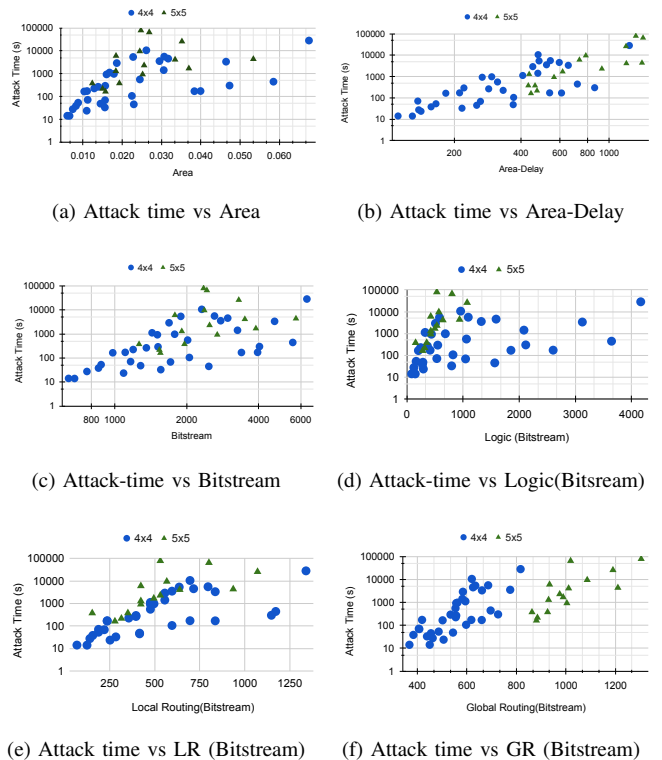 4x4 5x5
4x4 5x5
Attack Time (s)
100000
10000
1000
100
10
1
0.010 0.020 0.030 0.040 0.050 0.060
Area
Attack Time (s)
100000
10000
1000
100
10
1
200 400 600 800 1000
Area-Delay
(a) Attack time vs Area
(b) Attack time vs Area-Delay
4x4 5x5
4x4 5x5
Attack Time (s)
100000
10000
1000
100
10
1
800 1000 2000 4000 6000
Bitstream
Attack Time (s)
100000
10000
1000
100
10
1
0 1000 2000 3000 4000
Logic (Bitstream)
(c) Attack-time vs Bitstream
(d) Attack-time vs Logic(Bitsream)
4x4 5x5
4x4 5x5
Attack Time (s)
100000
10000
1000
100
10
1
250 500 750 1000 1250
Local Routing(Bitstream)
Attack Time (s)
100000
10000
1000
100
10
1
400 600 800 1000 1200
Global Routing(Bitstream)
(e) Attack time vs LR (Bitstream)
(f) Attack time vs GR (Bitstream)